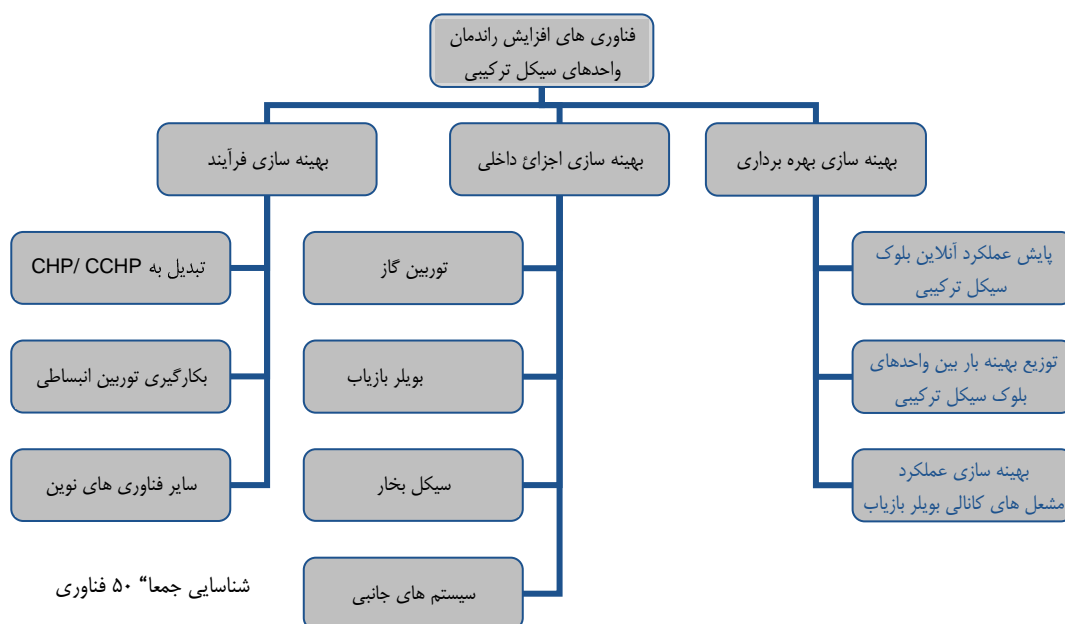 فناوری های افزایش راندمان
واحدهای سیکل ترکیبی
بهینه سازی بهره برداری
بهینه سازی اجزائ داخلی
بهینه سازی فرآیند
پایش عملکرد آنلاین بلوک
سیکل ترکیبی
توزیع بهینه بار بین واحدهای
بلوک سیکل ترکیبی
بهینه سازی عملکرد
مشعل های کانالی بویلر بازیاب
توربین گاز
بویلر بازیاب
سیکل بخار
سیستم های جانبی
تبدیل به CHP/ CCHP
بکارگیری توربین انبساطی
سایر فناوری های نوین
شناسایی جمعا“ ۵۰ فناوری